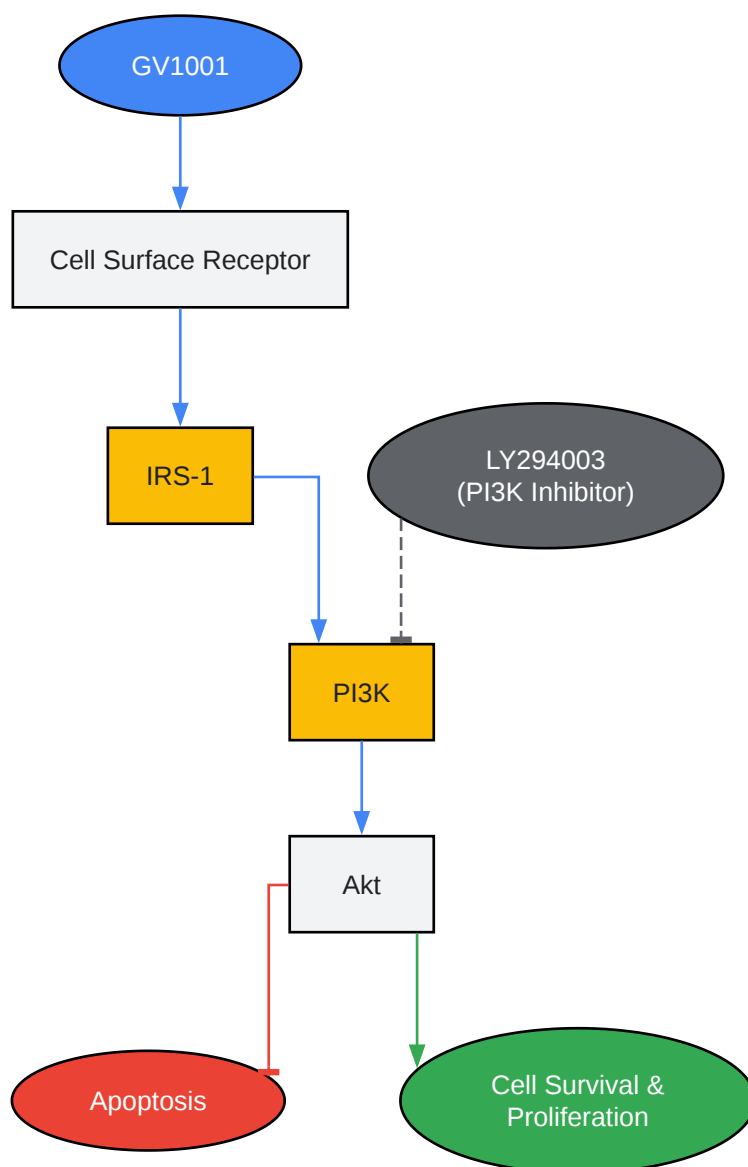 GV1001
Cell Surface Receptor
IRS-1
LY294003
(PI3K Inhibitor)
PI3K
Akt
Apoptosis
Cell Survival &
Proliferation